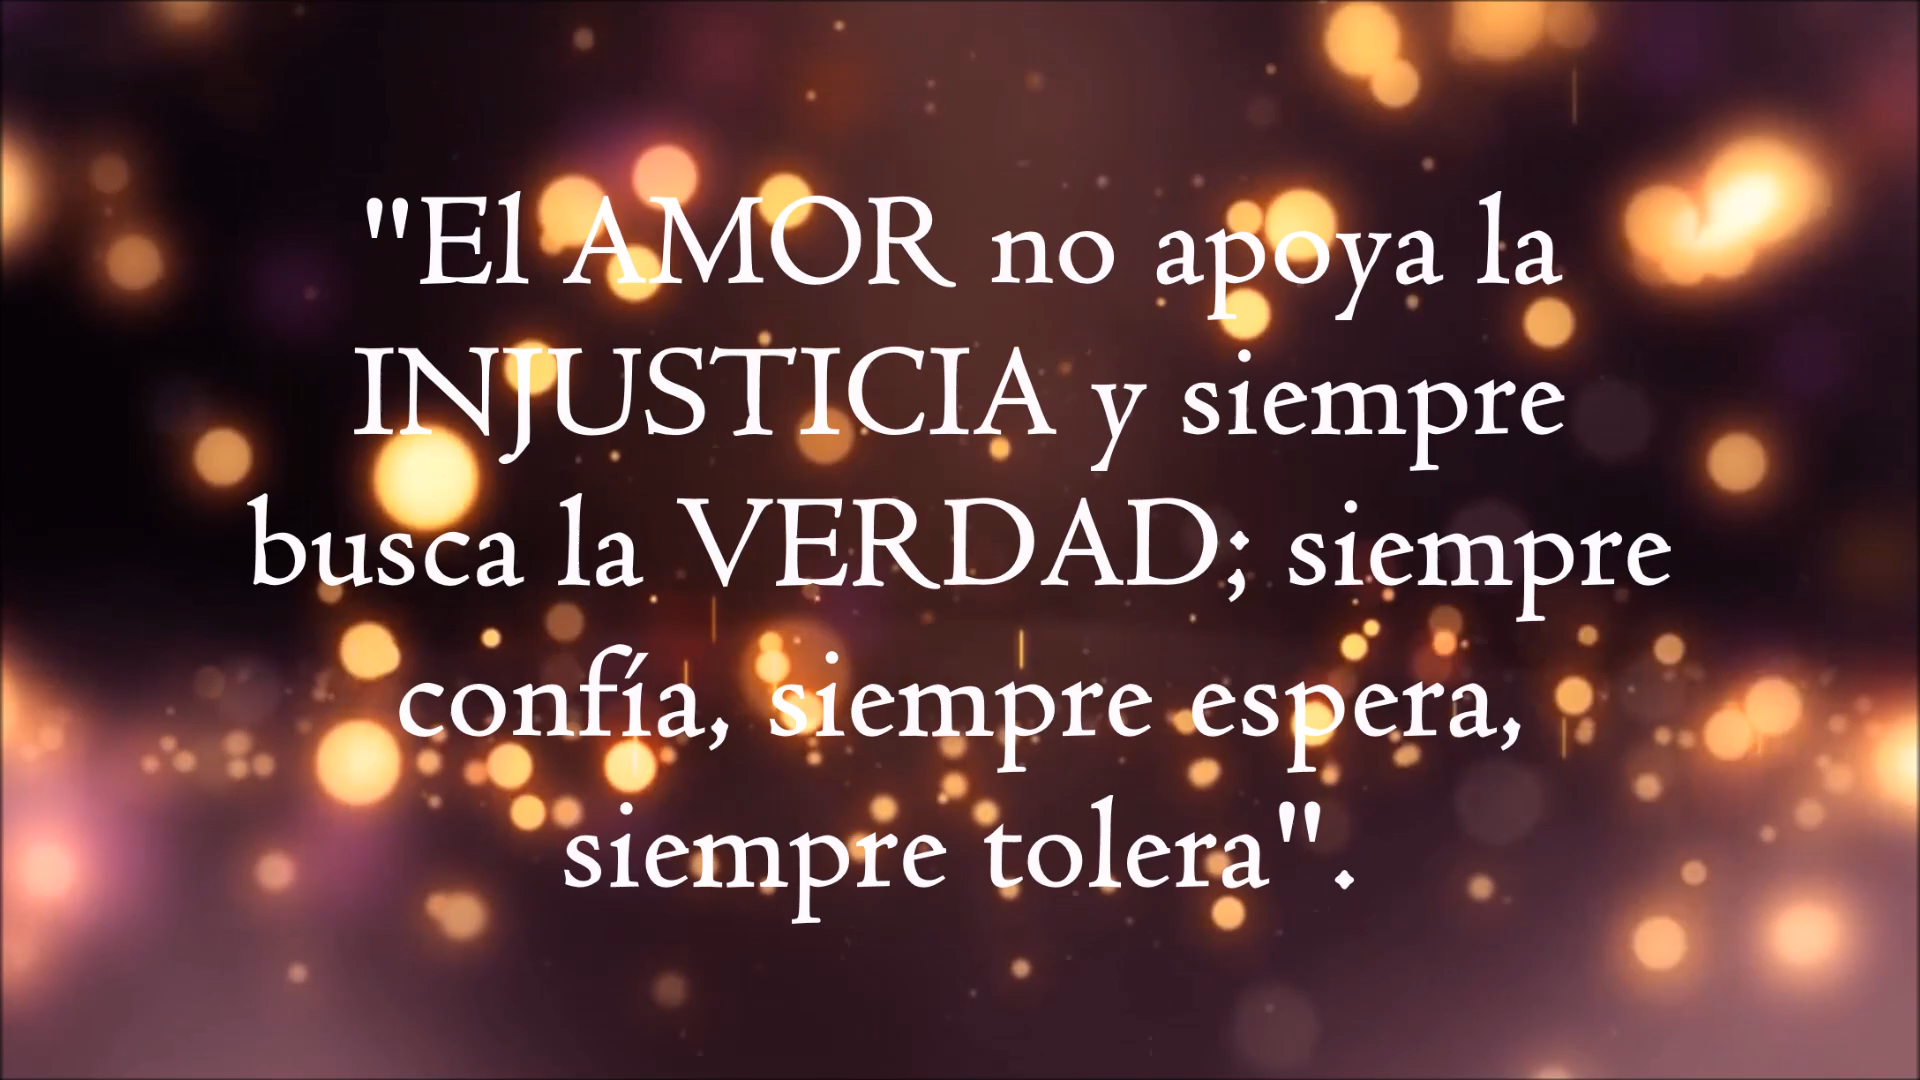 "El AMOR no apoya la
INJUSTICIA y siempre
busca la VERDAD; siempre
confía, siempre espera,
siempre tolera".